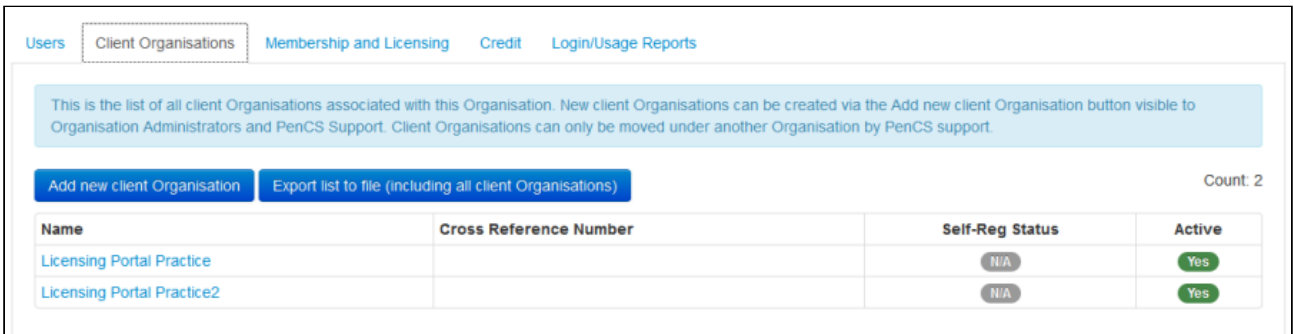 Users Client Organisations Membership and Licensing Credit Login/Usage Reports
This is the list of all client Organisations associated with this Organisation. New client Organisations can be created via the Add new client Organisation button visible to
Organisation Administrators and PenCS Support. Client Organisations can only be moved under another Organisation by PenCS support.
Add new client Organisation Export list to file (including all client Organisations) Count: 2
Name Cross Reference Number Self-Reg Status Active
Licensing Portal Practice N/A Yes
Licensing Portal Practice2 N/A Yes